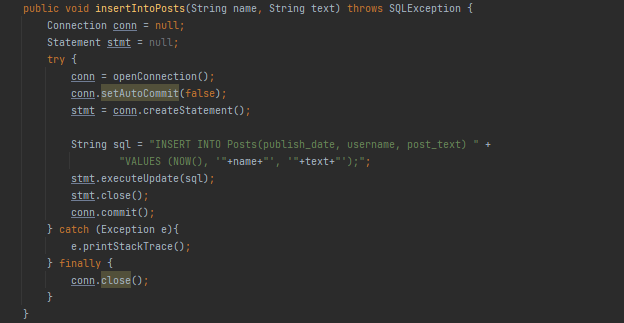 public void insertIntoPosts(String name, String text) throws SQLException {
    Connection conn = null;
    Statement stmt = null;
    try {
        conn = openConnection();
        conn.setAutoCommit(false);
        stmt = conn.createStatement();

        String sql = "INSERT INTO Posts(publish_date, username, post_text) " +
                "VALUES (NOW(), '"+name+"', '"+text+"');";
        stmt.executeUpdate(sql);
        stmt.close();
        conn.commit();
    } catch (Exception e){
        e.printStackTrace();
    } finally {
        conn.close();
    }
}